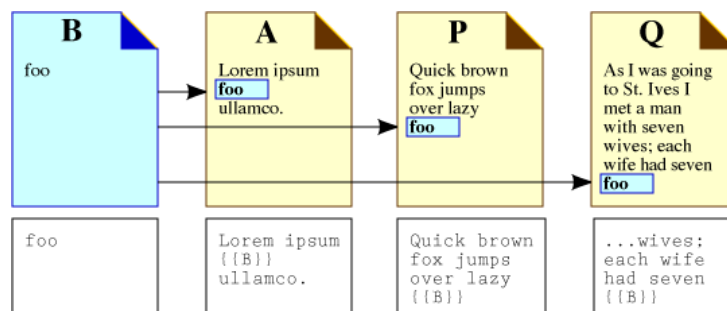 B
foo
A
Lorem ipsum
foo
ullamco.
P
Quick brown
fox jumps
over lazy
foo
Q
As I was going
to St. Ives I
met a man
with seven
wives; each
wife had seven
foo
foo
Lorem ipsum
{{B}}
ullamco.
Quick brown
fox jumps
over lazy
{{B}}
...wives;
each wife
had seven
{{B}}